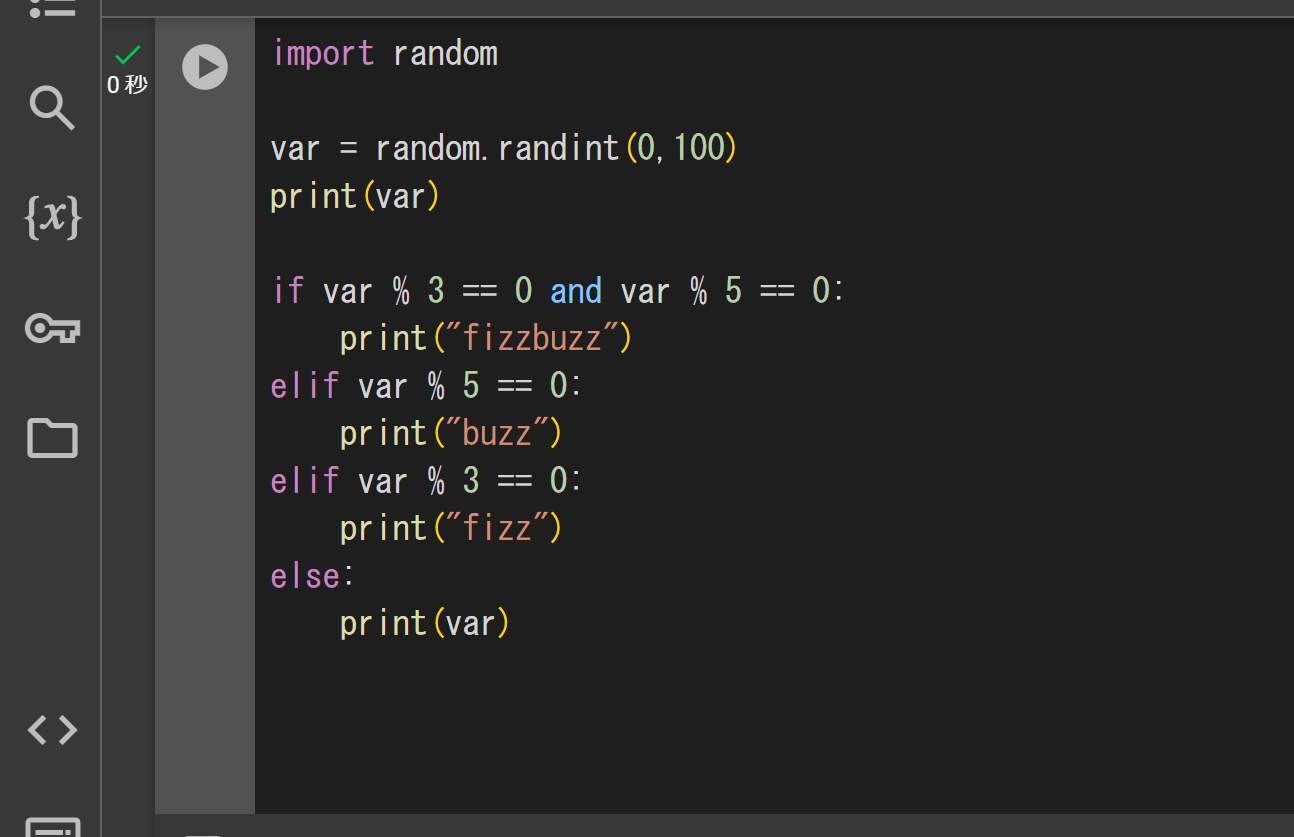 0 秒
import random
var = random.randint(0,100)
print(var)
if var % 3 == 0 and var % 5 == 0:
    print("fizzbuzz")
elif var % 5 == 0:
    print("buzz")
elif var % 3 == 0:
    print("fizz")
else:
    print(var)
{x}